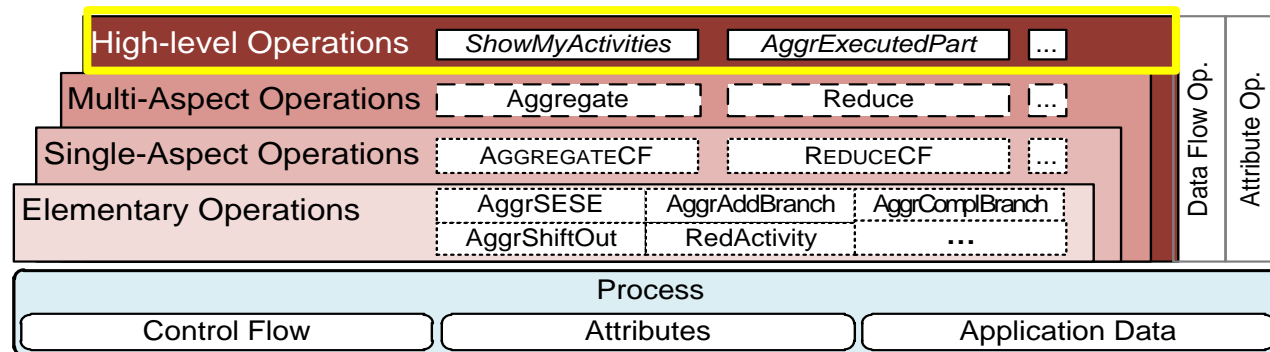 High-level Operations ShowMyActivities AggrExecutedPart ...
Multi-Aspect Operations Aggregate Reduce ...
Single-Aspect Operations AGGREGATECF REDUCECF ...
Elementary Operations AggrSESE AggrAddBranch AggrComplBranch
AggrShiftOut RedActivity ...
Data Flow Op.
Attribute Op.
Process
Control Flow Attributes Application Data